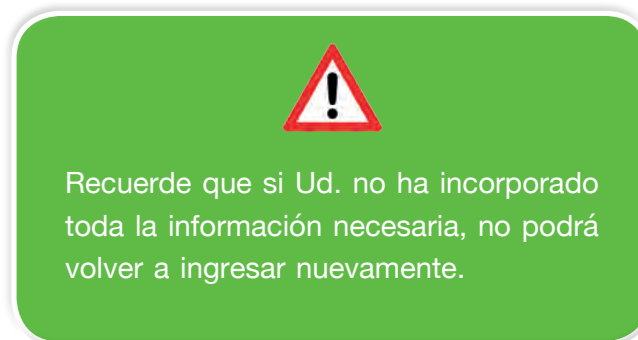 Recuerde que si Ud. no ha incorporado
toda la información necesaria, no podrá
volver a ingresar nuevamente.